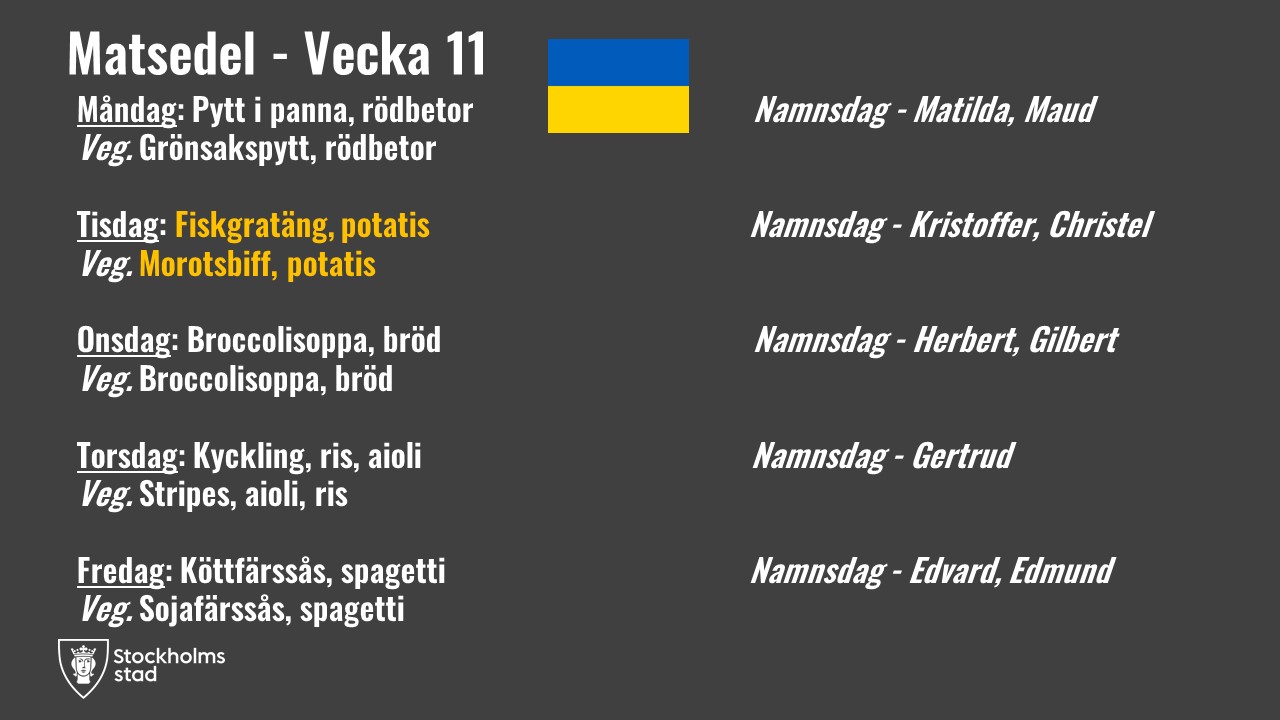 Matsedel - Vecka 11
Måndag: Pytt i panna, rödbetor
Veg. Grönsakspytt, rödbetor
Namnsdag - Matilda, Maud
Tisdag: Fiskgratäng, potatis
Veg. Morotsbiff, potatis
Namnsdag - Kristoffer, Christel
Onsdag: Broccolisoppa, bröd
Veg. Broccolisoppa, bröd
Namnsdag - Herbert, Gilbert
Torsdag: Kyckling, ris, aioli
Veg. Stripes, aioli, ris
Namnsdag - Gertrud
Fredag: Köttfärssås, spagetti
Veg. Sojafärssås, spagetti
Namnsdag - Edvard, Edmund
Stockholms
stad